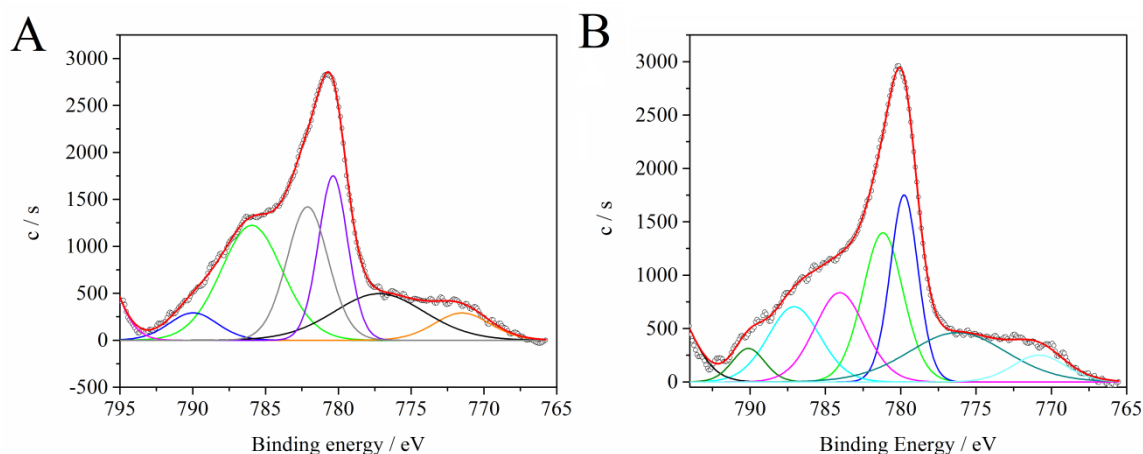 A
3000
2500
2000
1500
1000
500
0
-500
c / s
795 790 785 780 775 770 765
Binding energy / eV
B
3000
2500
2000
1500
1000
500
0
c / s
790 785 780 775 770 765
Binding Energy / eV